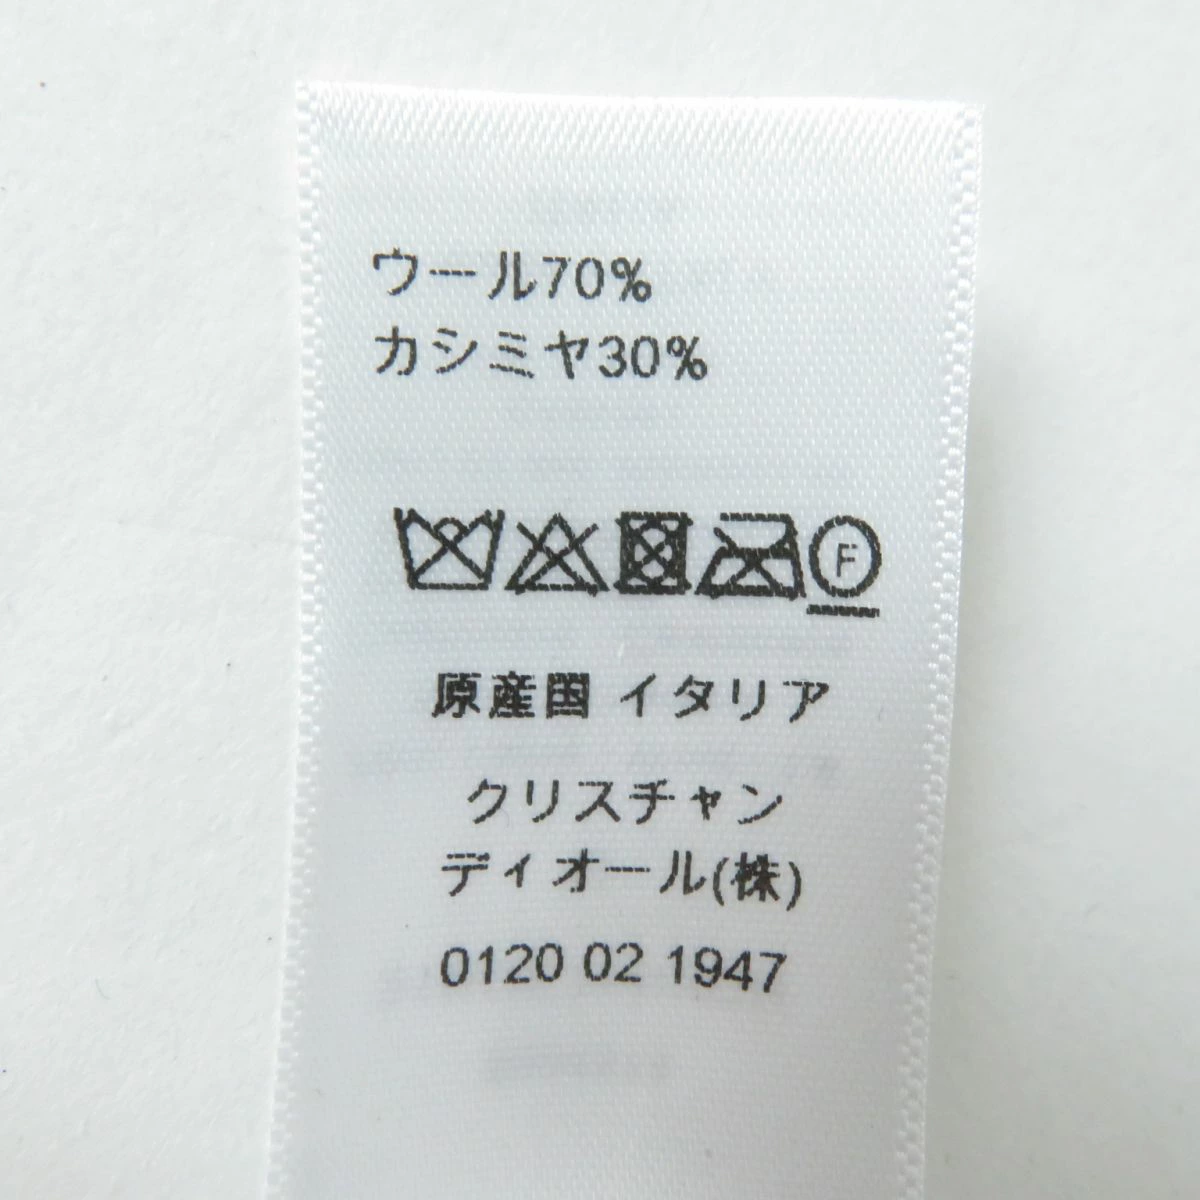 ウール70%
カシミヤ30%
F
原産国 イタリア
クリスチャン
ディオール(株)
0120 02 1947